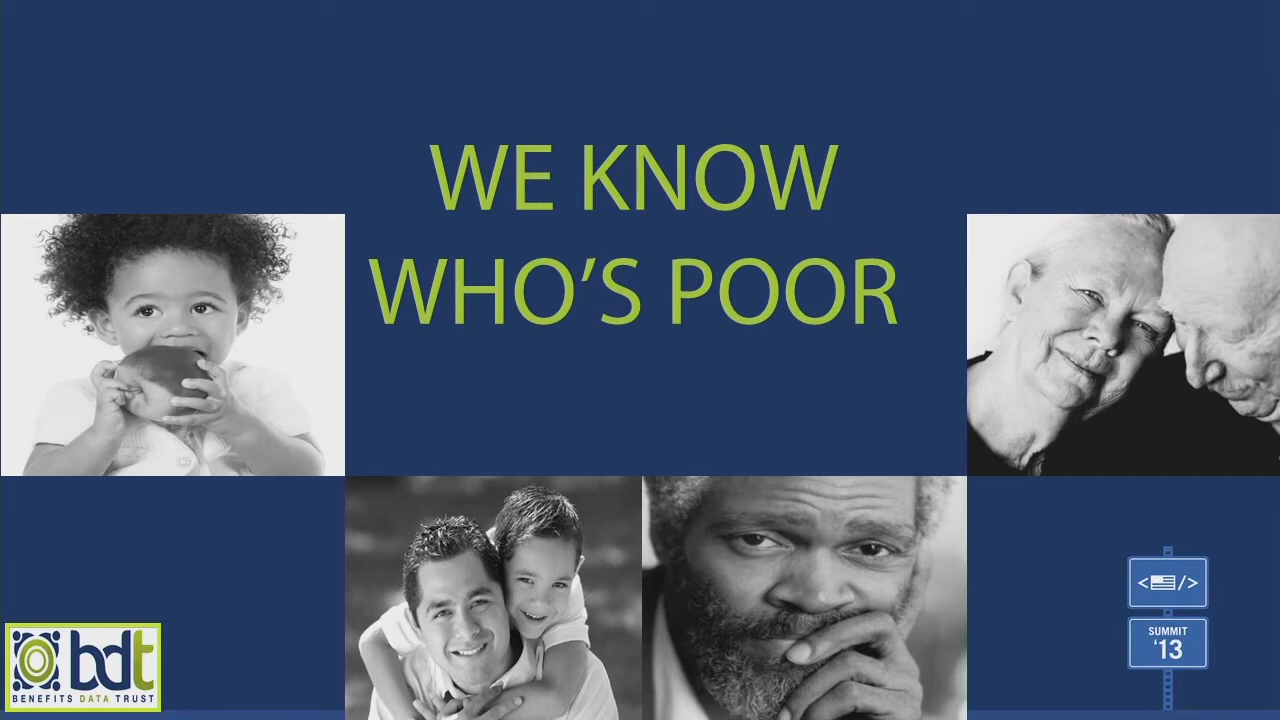 WE KNOW
WHO'S POOR
bdt
BENEFITS DATA TRUST
< />
SUMMIT
'13